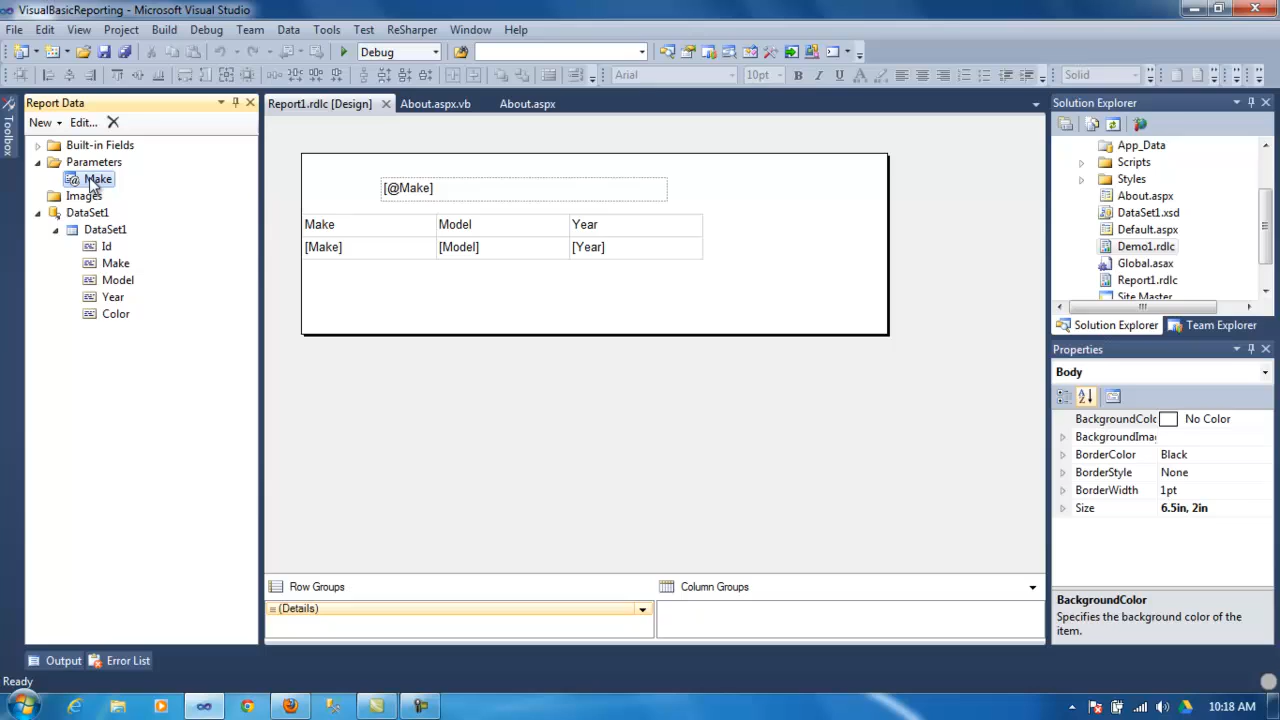 VisualBasicReporting - Microsoft Visual Studio
File Edit View Project Build Debug Team Data Tools Test ReSharper Window Help
Debug
Arial 10pt B I U A Solid
Toolbox
Report Data
New Edit...
Built-in Fields
Parameters
Make
Images
DataSet1
DataSet1
Id
Make
Model
Year
Color
Report1.rdlc [Design] About.aspx.vb About.aspx
[@Make]
Make Model Year
[Make] [Model] [Year]
Row Groups Column Groups
(Details)
Solution Explorer
App_Data
Scripts
Styles
About.aspx
DataSet1.xsd
Default.aspx
Demo1.rdlc
Global.asax
Report1.rdlc
Site Master
Solution Explorer Team Explorer
Properties
Body
BackgroundColo No Color
BackgroundImag
BorderColor Black
BorderStyle None
BorderWidth 1pt
Size 6.5in, 2in
BackgroundColor
Specifies the background color of the
item.
Output Error List
Ready
10:18 AM